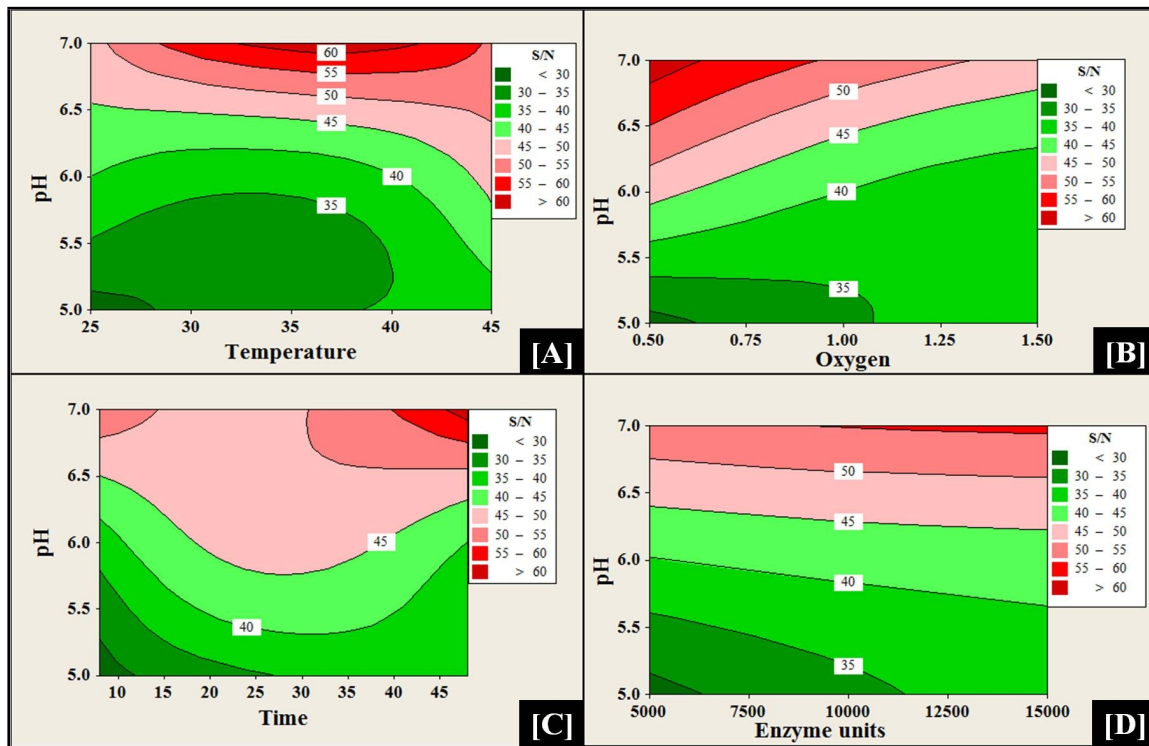 7.0
6.5
6.0
5.5
5.0
pH
60
55
50
45
40
35
25
30
35
40
45
Temperature
S/N
< 30
30 – 35
35 – 40
40 – 45
45 – 50
50 – 55
55 – 60
> 60
[A]
7.0
6.5
6.0
5.5
5.0
pH
50
45
40
35
0.50
0.75
1.00
1.25
1.50
Oxygen
S/N
< 30
30 – 35
35 – 40
40 – 45
45 – 50
50 – 55
55 – 60
> 60
[B]
7.0
6.5
6.0
5.5
5.0
pH
45
40
10
15
20
25
30
35
40
45
Time
S/N
< 30
30 – 35
35 – 40
40 – 45
45 – 50
50 – 55
55 – 60
> 60
[C]
7.0
6.5
6.0
5.5
5.0
pH
50
45
40
35
5000
7500
10000
12500
15000
Enzyme units
S/N
< 30
30 – 35
35 – 40
40 – 45
45 – 50
50 – 55
55 – 60
> 60
[D]